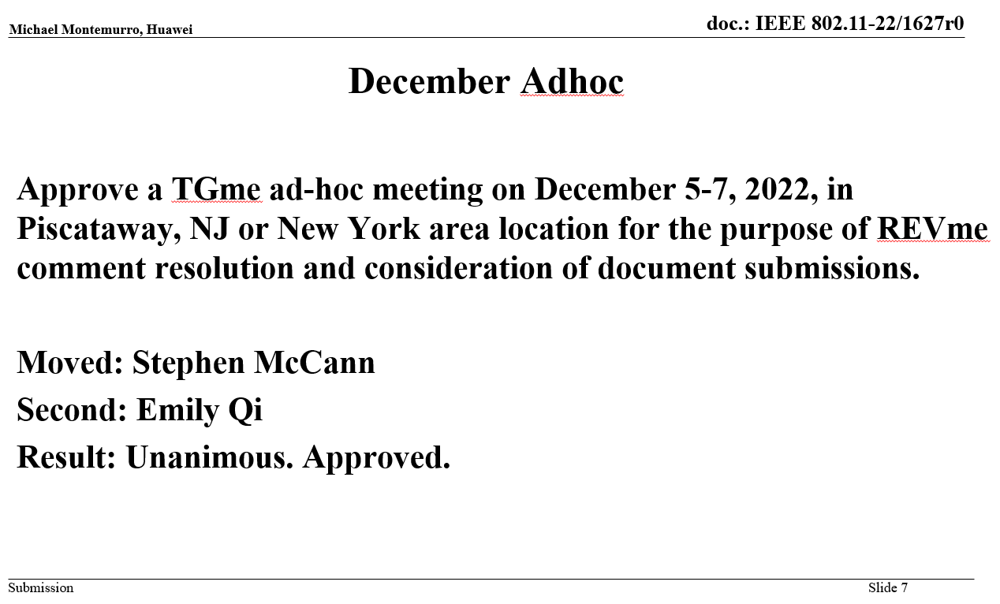 Michael Montemurro, Huawei
doc.: IEEE 802.11-22/1627r0
December Adhoc
Approve a TGme ad-hoc meeting on December 5-7, 2022, in
Piscataway, NJ or New York area location for the purpose of REVme
comment resolution and consideration of document submissions.
Moved: Stephen McCann
Second: Emily Qi
Result: Unanimous. Approved.
Submission
Slide 7